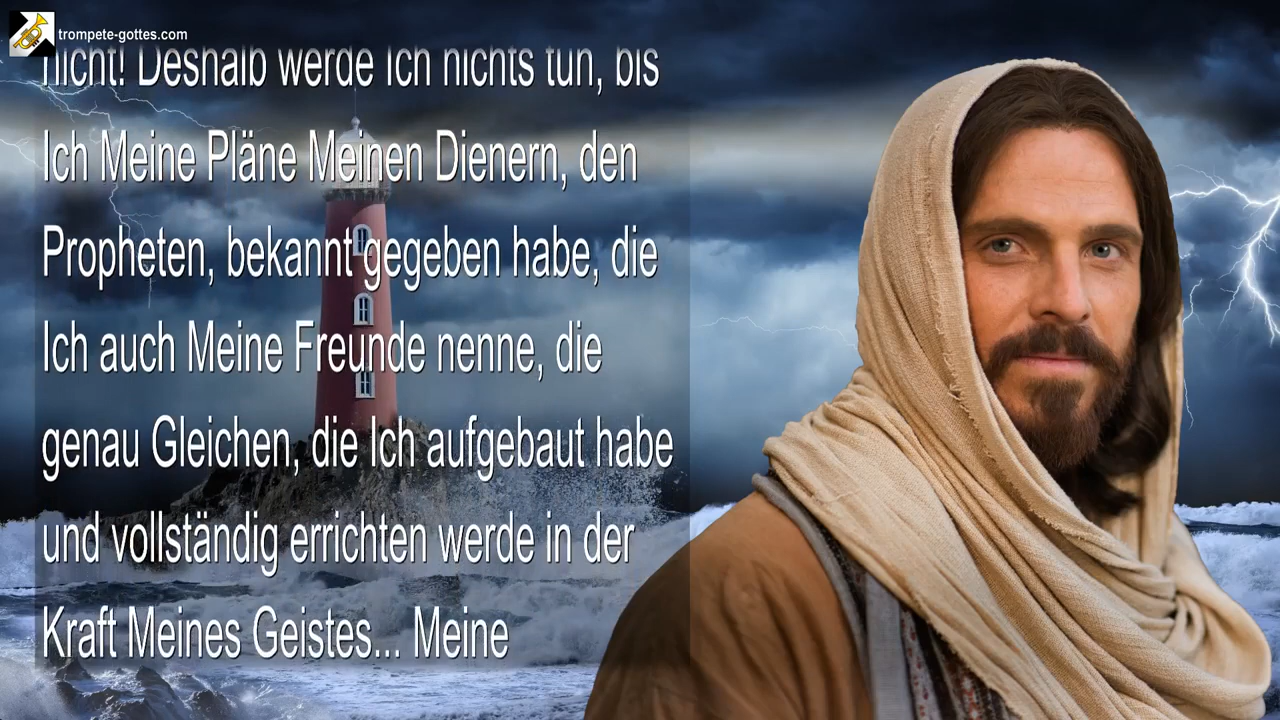 trompete-gottes.com
nicht! Deshalb werde Ich nichts tun, bis
Ich Meine Pläne Meinen Dienern, den
Propheten, bekannt gegeben habe, die
Ich auch Meine Freunde nenne, die
genau Gleichen, die Ich aufgebaut habe
und vollständig errichten werde in der
Kraft Meines Geistes... Meine